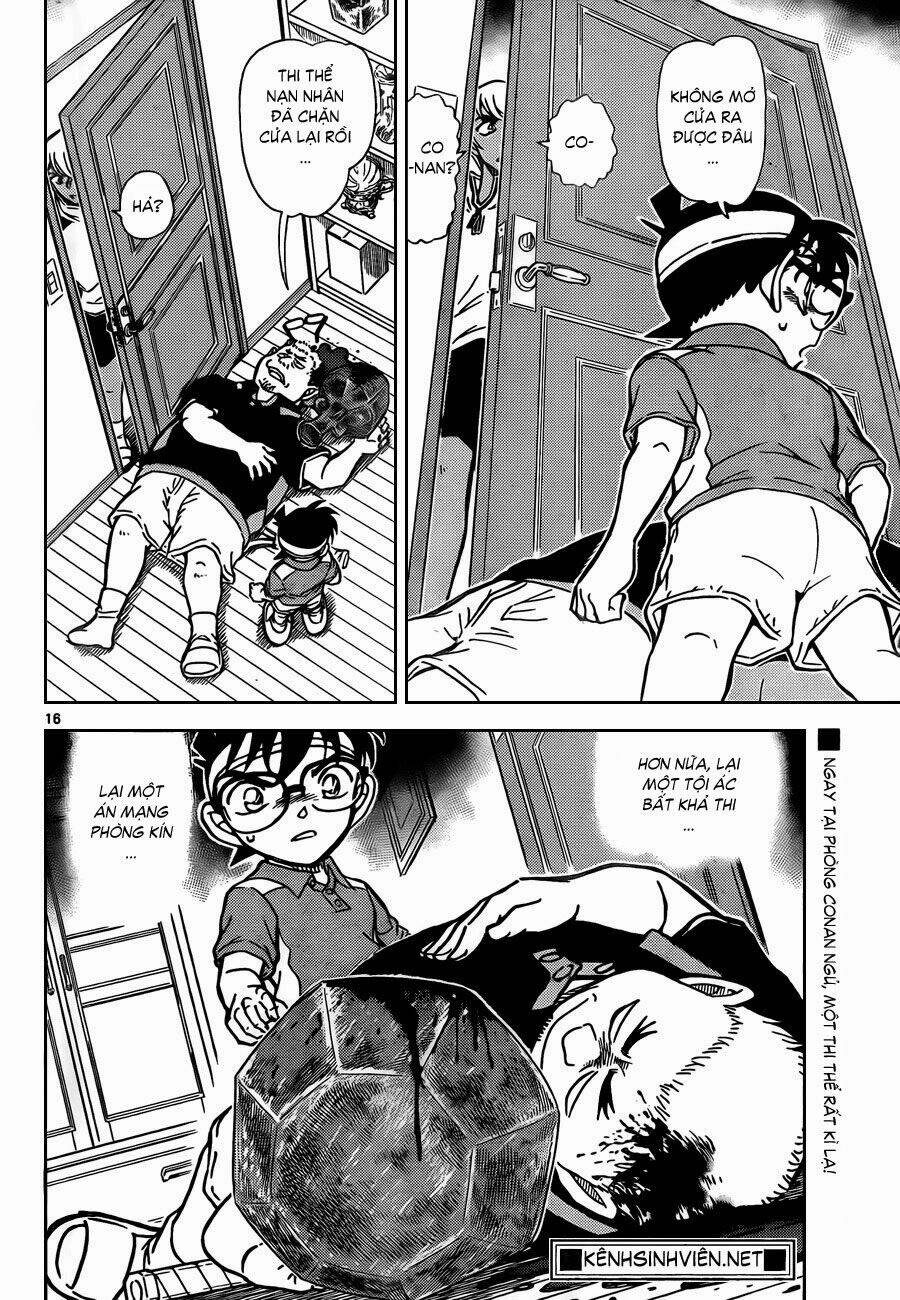 KHÔNG MỞ
CỬA RA
ĐƯỢC ĐÂU
...
CO-
CO
-NAN?
THI THỂ
NẠN NHÂN
ĐÃ CHẶN
CỬA LẠI RỒI
...
HẢ?
16
HƠN NỮA, LẠI
MỘT TỘI ÁC
BẤT KHẢ THI
...
LẠI MỘT
ÁN MẠNG
PHÒNG KÍN
...
NGAY TẠI PHÒNG CONAN NGỦ, MỘT THI THỂ RẤT KÌ LẠ!
KÊNHSINHVIÊN.NET